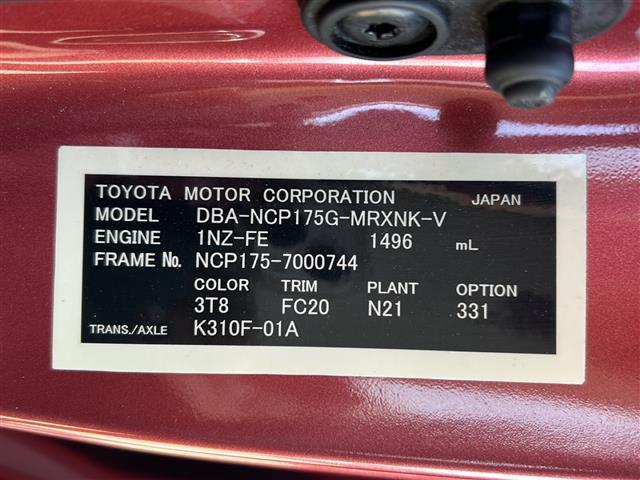 TOYOTA MOTOR CORPORATION JAPAN
MODEL DBA-NCP175G-MRXNK-V
ENGINE 1NZ-FE 1496 mL
FRAME No. NCP175-7000744
COLOR TRIM PLANT OPTION
3T8 FC20 N21 331
TRANS./AXLE K310F-01A